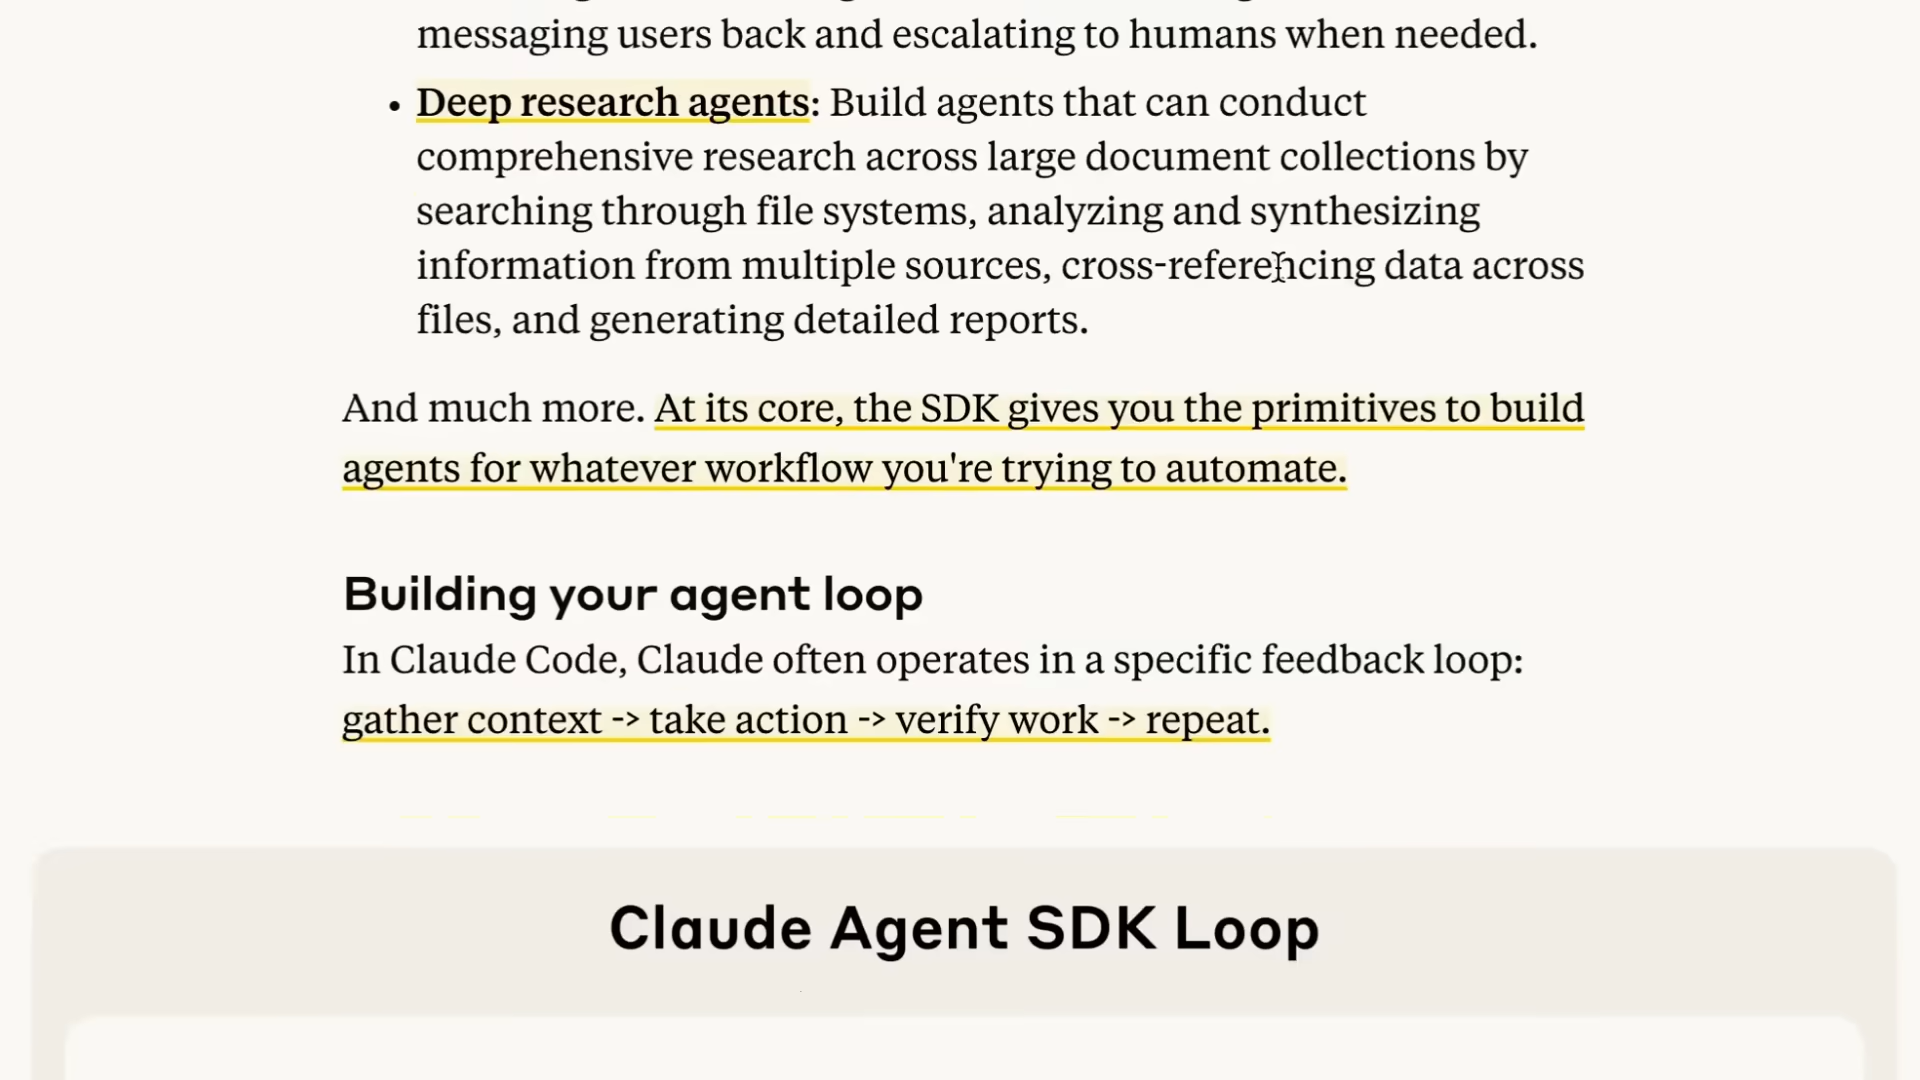 messaging users back and escalating to humans when needed.
• Deep research agents: Build agents that can conduct
comprehensive research across large document collections by
searching through file systems, analyzing and synthesizing
information from multiple sources, cross-referencing data across
files, and generating detailed reports.
And much more. At its core, the SDK gives you the primitives to build
agents for whatever workflow you're trying to automate.
Building your agent loop
In Claude Code, Claude often operates in a specific feedback loop:
gather context -> take action -> verify work -> repeat.
Claude Agent SDK Loop